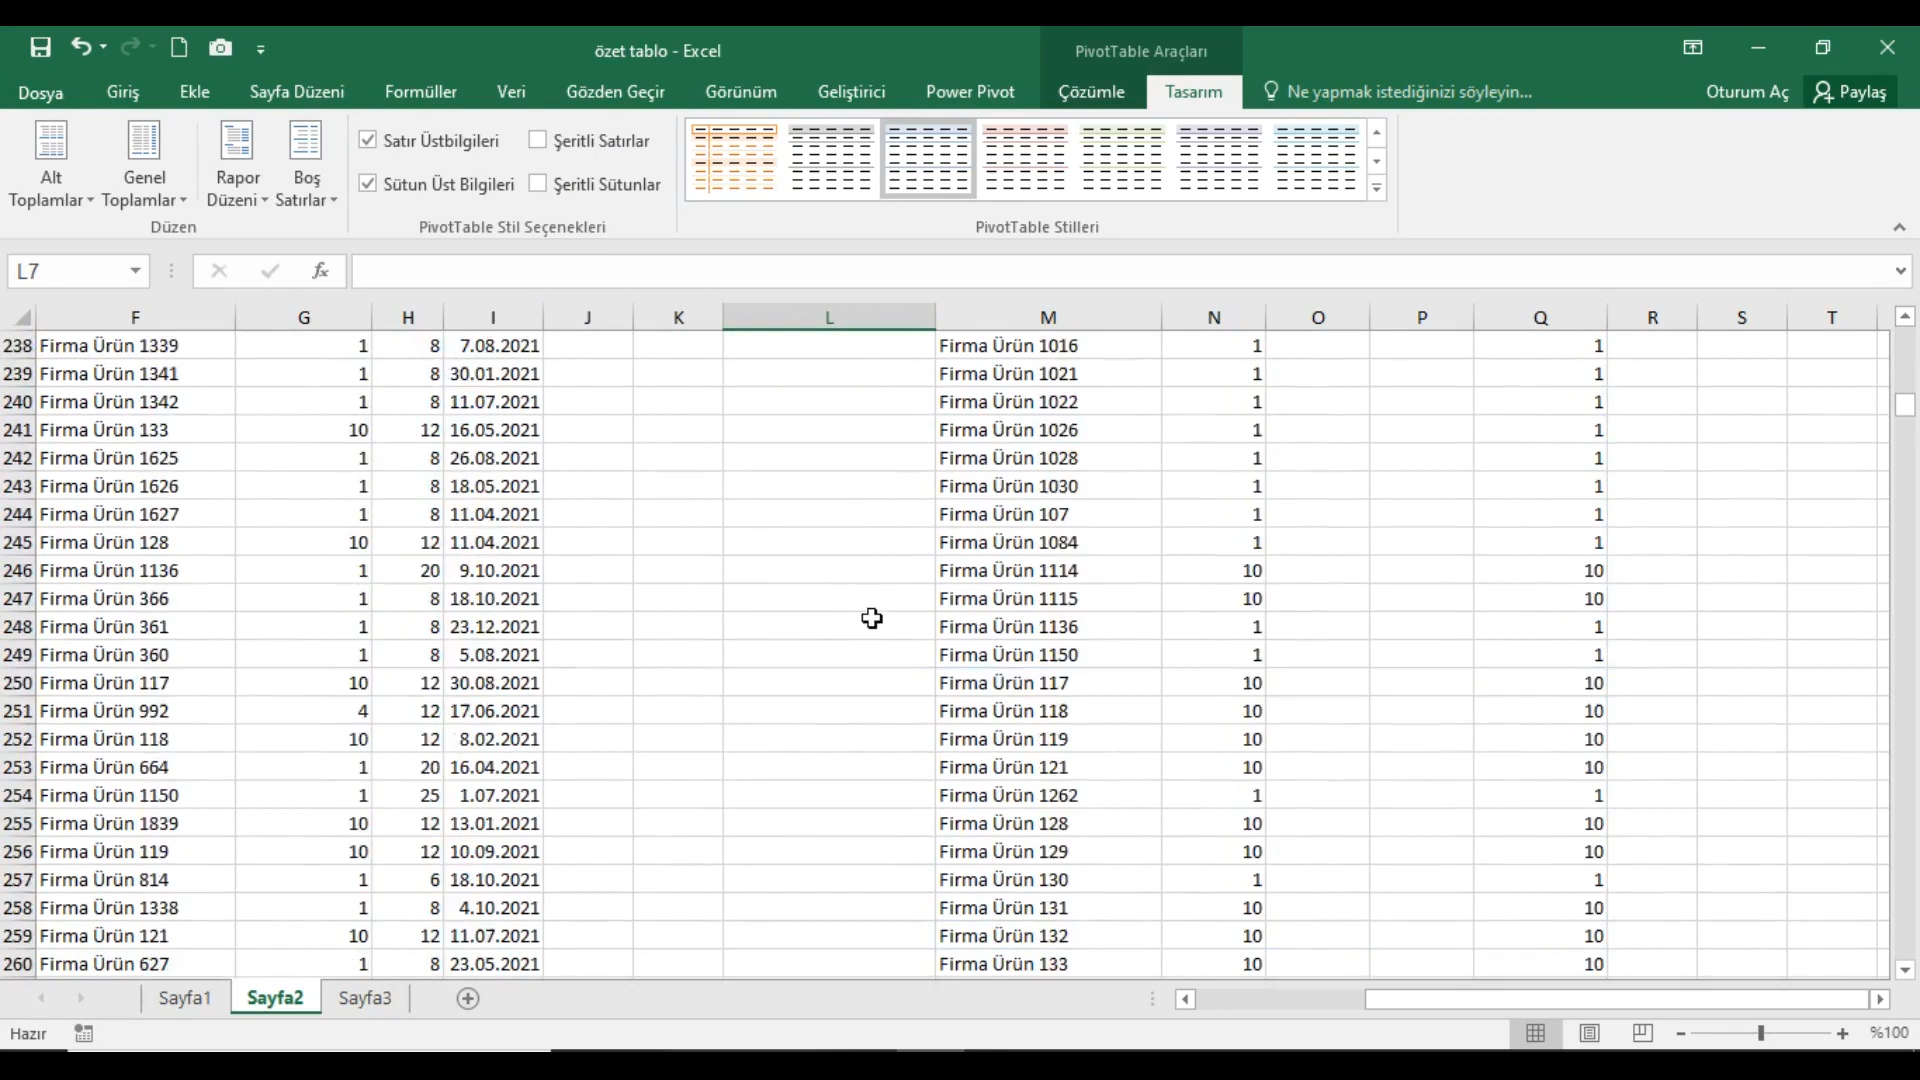 özet tablo - Excel
PivotTable Araçları
Dosya Giriş Ekle Sayfa Düzeni Formüller Veri Gözden Geçir Görünüm Geliştirici Power Pivot Çözümle Tasarım Ne yapmak istediğinizi söyleyin... Oturum Aç Paylaş
Alt Toplamlar
Genel Toplamlar
Rapor Düzeni
Boş Satırlar
Satır Üstbilgileri Şeritli Satırlar
Sütun Üst Bilgileri Şeritli Sütunlar
Düzen PivotTable Stil Seçenekleri PivotTable Stilleri
L7 fx
F G H I J K L M N O P Q R S T
238 Firma Ürün 1339 1 8 7.08.2021 Firma Ürün 1016 1 1
239 Firma Ürün 1341 1 8 30.01.2021 Firma Ürün 1021 1 1
240 Firma Ürün 1342 1 8 11.07.2021 Firma Ürün 1022 1 1
241 Firma Ürün 133 10 12 16.05.2021 Firma Ürün 1026 1 1
242 Firma Ürün 1625 1 8 26.08.2021 Firma Ürün 1028 1 1
243 Firma Ürün 1626 1 8 18.05.2021 Firma Ürün 1030 1 1
244 Firma Ürün 1627 1 8 11.04.2021 Firma Ürün 107 1 1
245 Firma Ürün 128 10 12 11.04.2021 Firma Ürün 1084 1 1
246 Firma Ürün 1136 1 20 9.10.2021 Firma Ürün 1114 10 10
247 Firma Ürün 366 1 8 18.10.2021 Firma Ürün 1115 10 10
248 Firma Ürün 361 1 8 23.12.2021 Firma Ürün 1136 1 1
249 Firma Ürün 360 1 8 5.08.2021 Firma Ürün 1150 1 1
250 Firma Ürün 117 10 12 30.08.2021 Firma Ürün 117 10 10
251 Firma Ürün 992 4 12 17.06.2021 Firma Ürün 118 10 10
252 Firma Ürün 118 10 12 8.02.2021 Firma Ürün 119 10 10
253 Firma Ürün 664 1 20 16.04.2021 Firma Ürün 121 10 10
254 Firma Ürün 1150 1 25 1.07.2021 Firma Ürün 1262 1 1
255 Firma Ürün 1839 10 12 13.01.2021 Firma Ürün 128 10 10
256 Firma Ürün 119 10 12 10.09.2021 Firma Ürün 129 10 10
257 Firma Ürün 814 1 6 18.10.2021 Firma Ürün 130 1 1
258 Firma Ürün 1338 1 8 4.10.2021 Firma Ürün 131 10 10
259 Firma Ürün 121 10 12 11.07.2021 Firma Ürün 132 10 10
260 Firma Ürün 627 1 8 23.05.2021 Firma Ürün 133 10 10
Sayfa1 Sayfa2 Sayfa3
Hazır %100